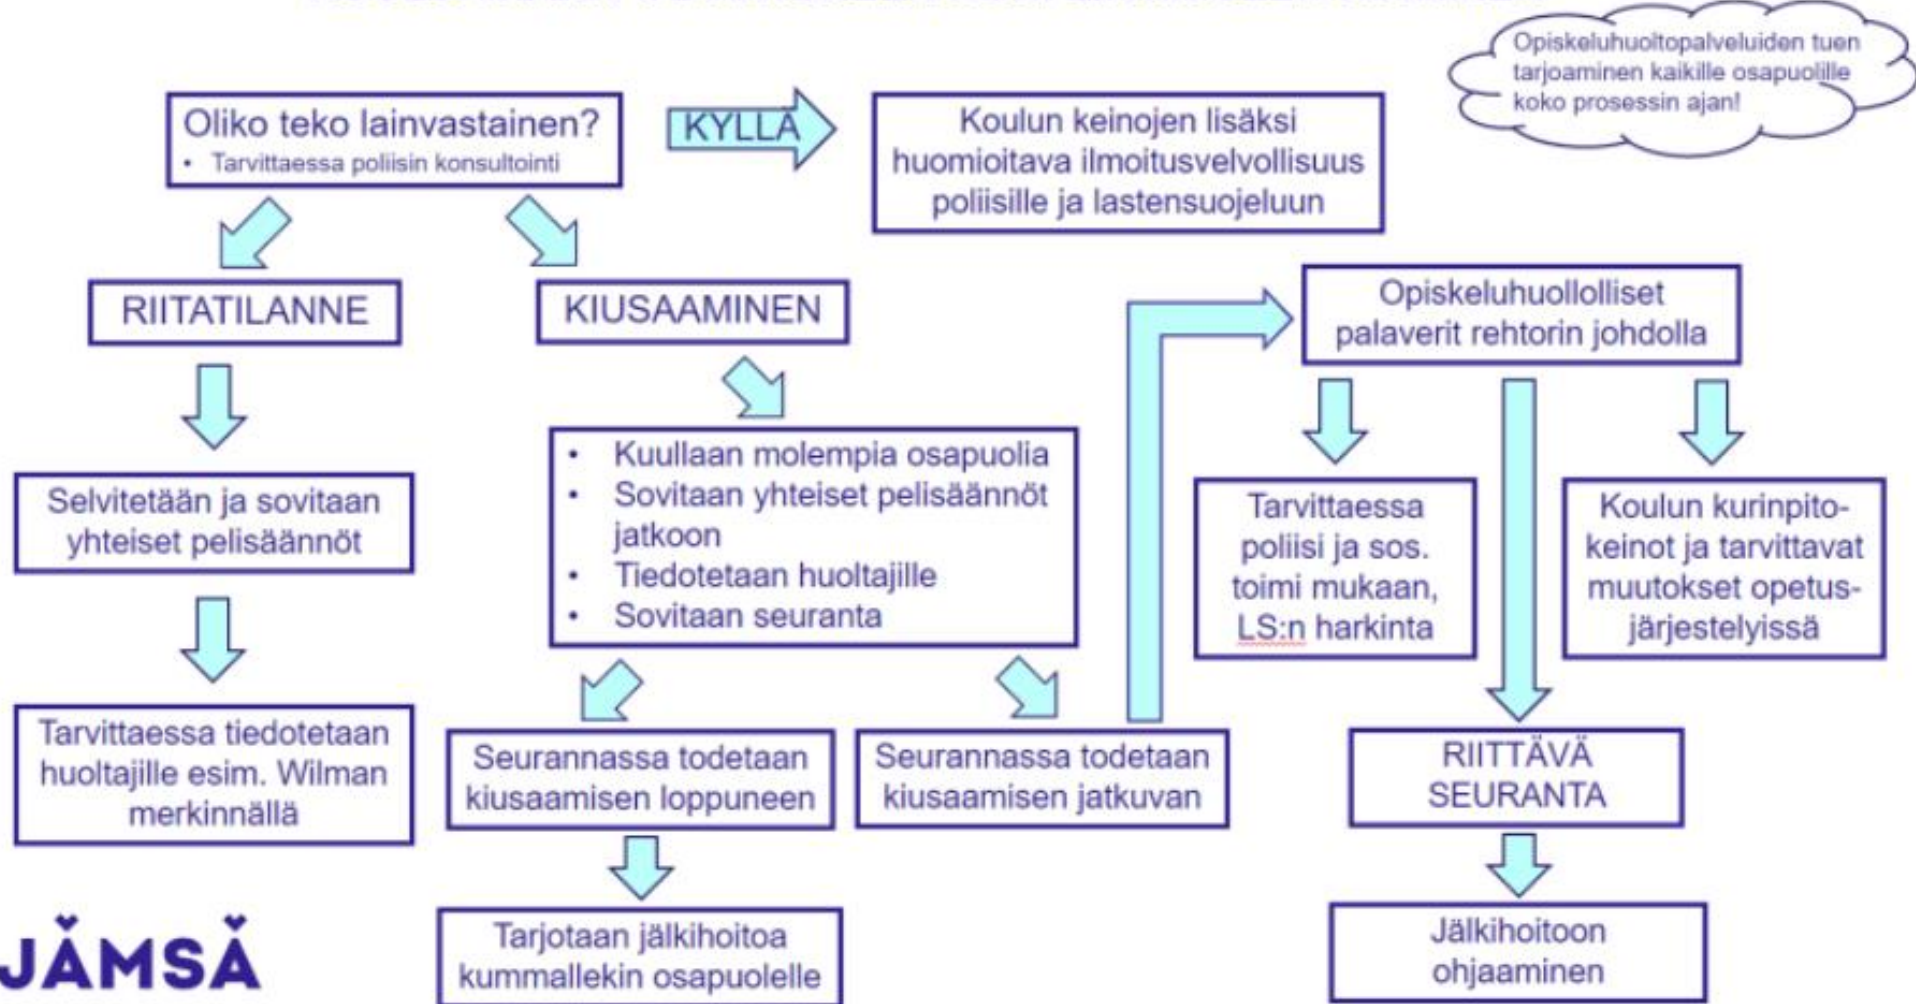 Opiskeluhuoltopalveluiden tuen
tarjoaminen kaikille osapuolille
koko prosessin ajan!
Oliko teko lainvastainen?
• Tarvittaessa poliisin konsultointi
KYLLÄ
Koulun keinojen lisäksi
huomioitava ilmoitusvelvollisuus
poliisille ja lastensuojeluun
RIITATILANNE
KIUSAAMINEN
Selvitetään ja sovitaan
yhteiset pelisäännöt
Tarvittaessa tiedotetaan
huoltajille esim. Wilman
merkinnällä
• Kuullaan molempia osapuolia
• Sovitaan yhteiset pelisäännöt
jatkoon
• Tiedotetaan huoltajille
• Sovitaan seuranta
Seurannassa todetaan
kiusaamisen loppuneen
Tarjotaan jälkihoitoa
kummallekin osapuolelle
Seurannassa todetaan
kiusaamisen jatkuvan
Opiskeluhuollolliset
palaverit rehtorin johdolla
Tarvittaessa
poliisi ja sos.
toimi mukaan,
LS:n harkinta
Koulun kurinpito-
keinot ja tarvittavat
muutokset opetus-
järjestelyissä
RIITTÄVÄ
SEURANTA
Jälkihoitoon
ohjaaminen
JÄMSÄ